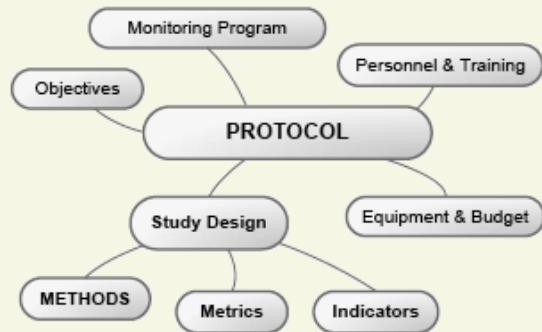 Monitoring Program
Personnel & Training
Objectives
PROTOCOL
Study Design
Equipment & Budget
METHODS
Metrics
Indicators